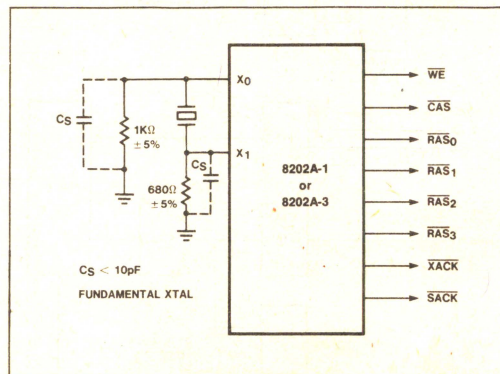 X0
CS
1KΩ
±5%
X1
CS
680Ω
±5%
CS < 10pF
FUNDAMENTAL XTAL
8202A-1
or
8202A-3
WE
CAS
RAS0
RAS1
RAS2
RAS3
XACK
SACK